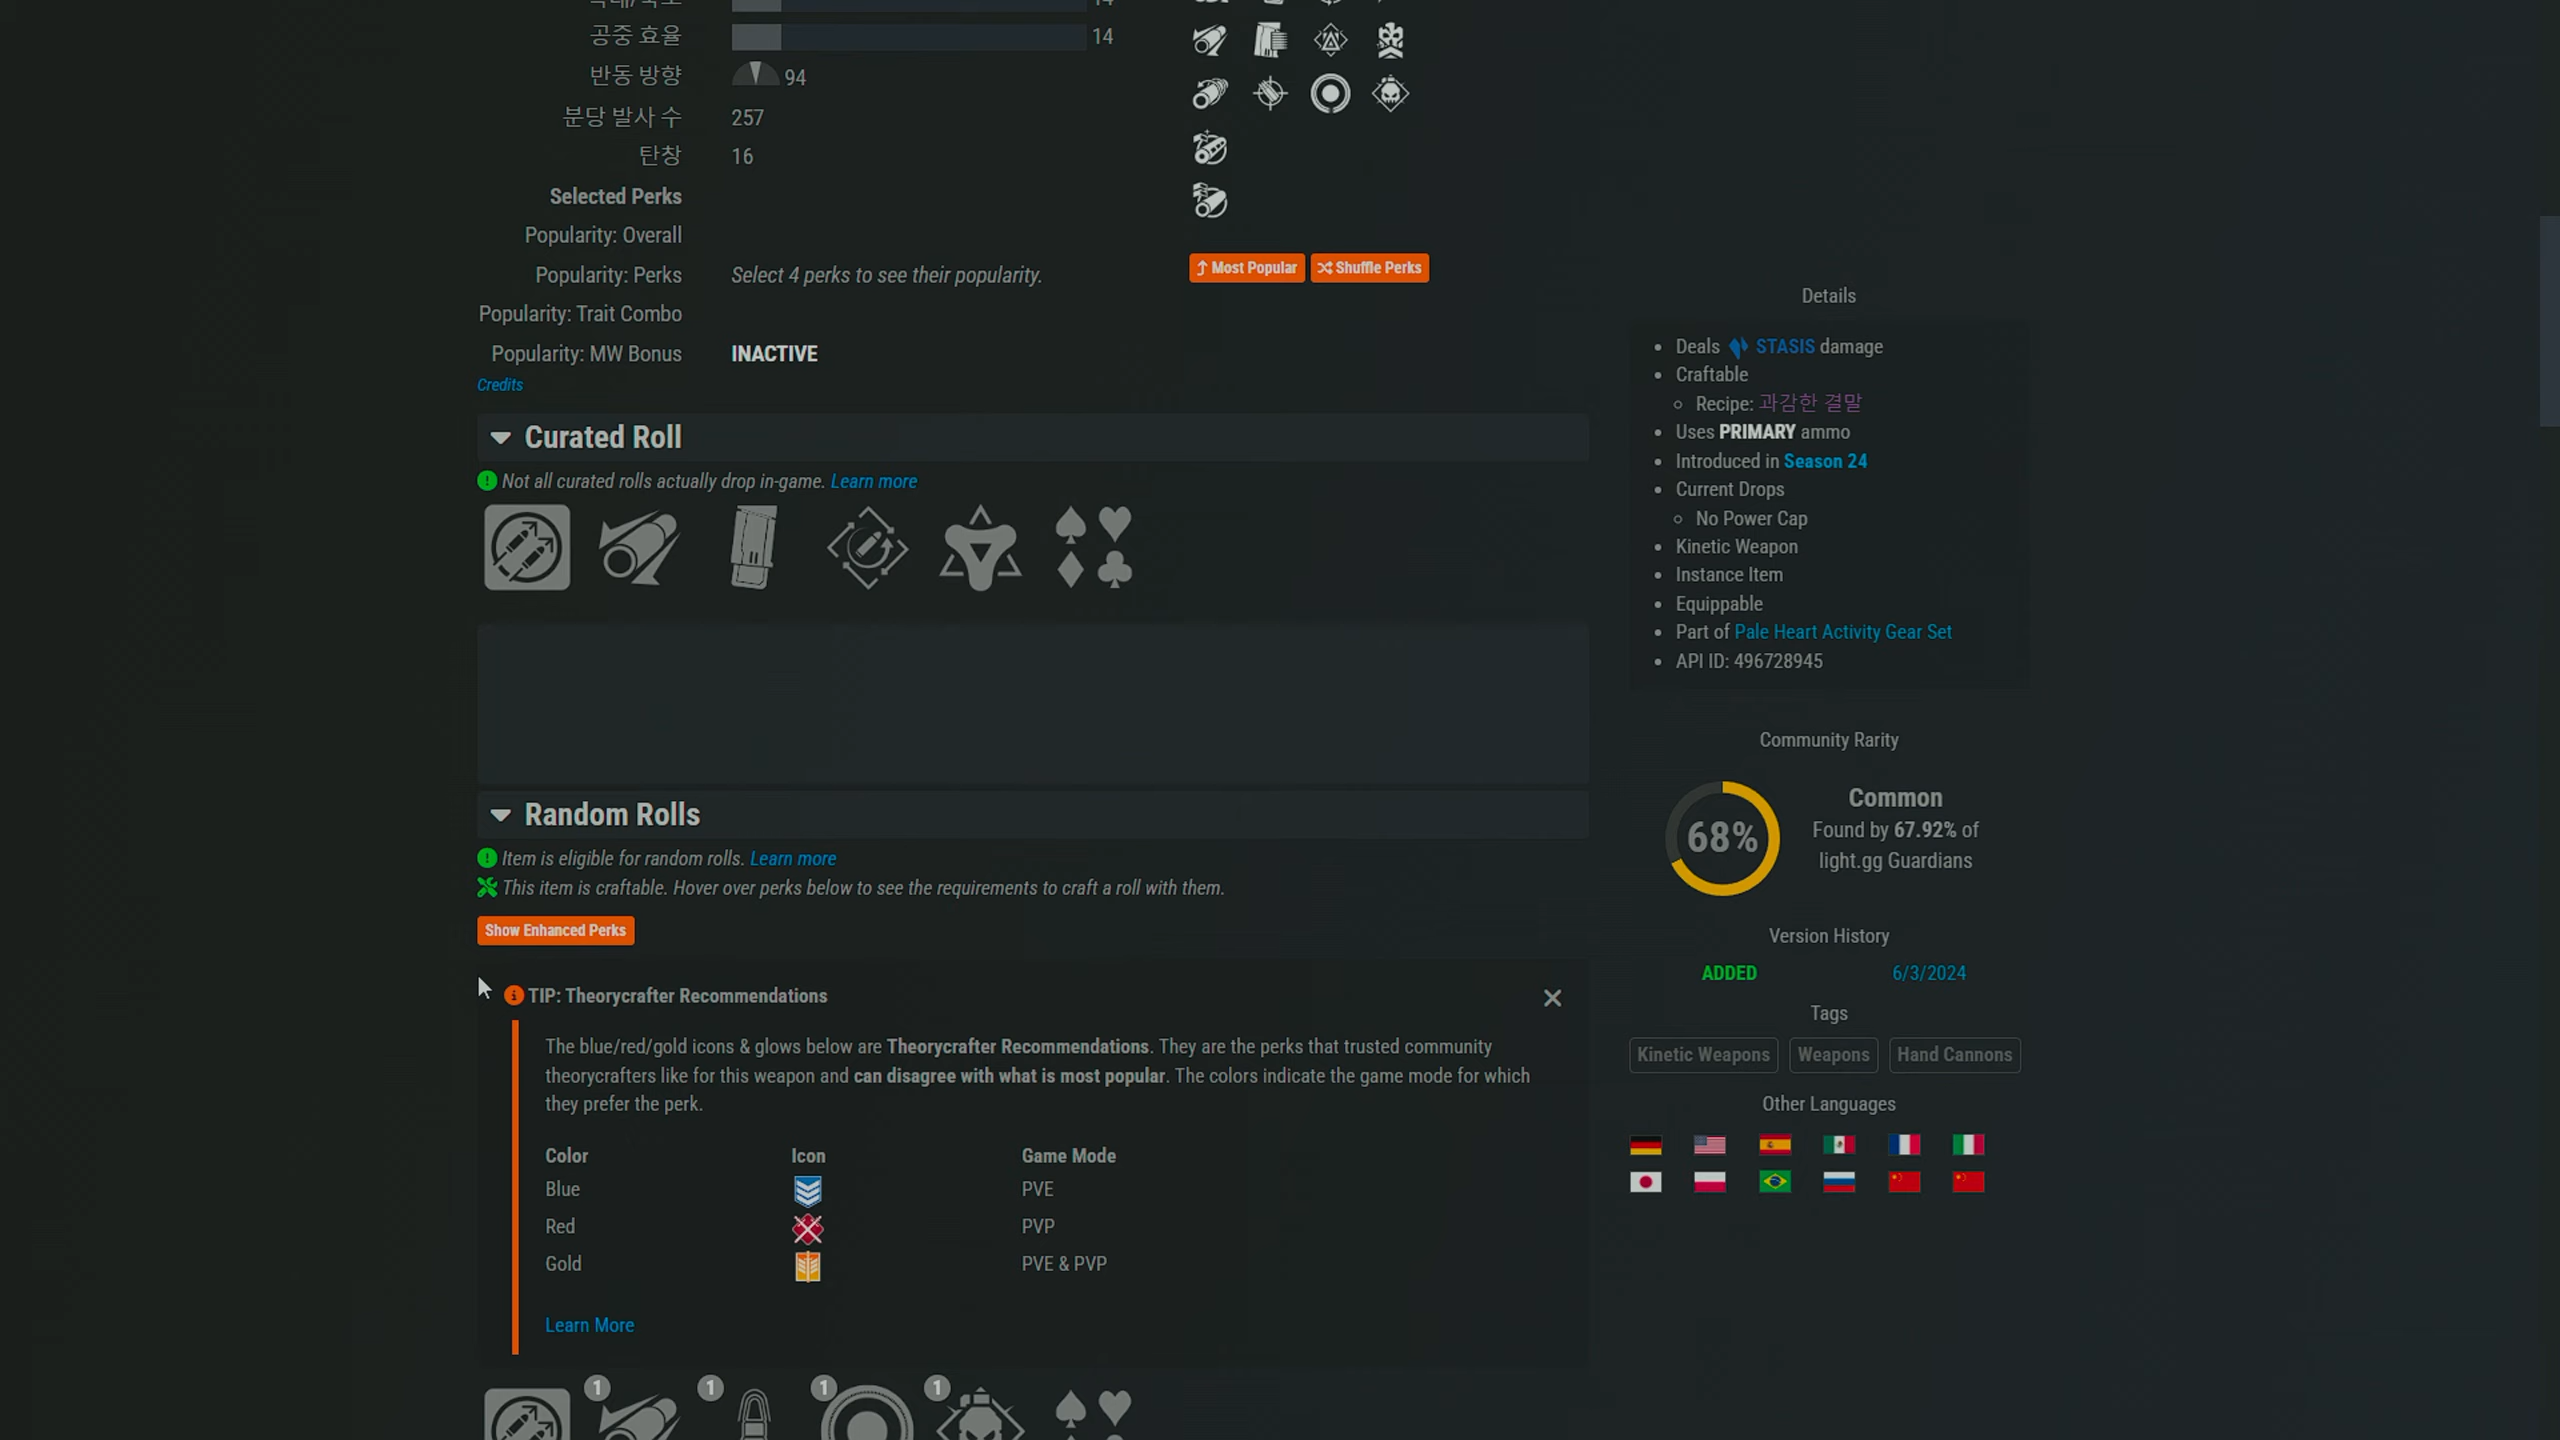 14
공중 효율
14
반동 방향
94
분당 발사 수
257
탄창
16
Selected Perks
Popularity: Overall
Popularity: Perks
Select 4 perks to see their popularity.
Popularity: Trait Combo
Popularity: MW Bonus
INACTIVE
Credits
Most Popular
Shuffle Perks
Curated Roll
Not all curated rolls actually drop in-game. Learn more
Random Rolls
Item is eligible for random rolls. Learn more
This item is craftable. Hover over perks below to see the requirements to craft a roll with them.
Show Enhanced Perks
TIP: Theorycrafter Recommendations
The blue/red/gold icons & glows below are Theorycrafter Recommendations. They are the perks that trusted community
theorycrafters like for this weapon and can disagree with what is most popular. The colors indicate the game mode for which
they prefer the perk.
Color Icon Game Mode
Blue PVE
Red PVP
Gold PVE & PVP
Learn More
1 1 1 1
Details
Deals STASIS damage
Craftable
Recipe: 과감한 결말
Uses PRIMARY ammo
Introduced in Season 24
Current Drops
No Power Cap
Kinetic Weapon
Instance Item
Equippable
Part of Pale Heart Activity Gear Set
API ID: 496728945
Community Rarity
68%
Common
Found by 67.92% of
light.gg Guardians
Version History
ADDED 6/3/2024
Tags
Kinetic Weapons Weapons Hand Cannons
Other Languages